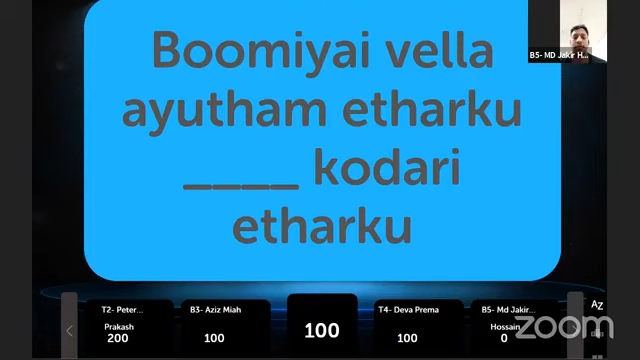 Boomiyai vella
ayutham etharku
____ kodari
etharku
B5- MD Jakir H...
T2- Peter...
Prakash
200
B3- Aziz Miah
100
100
T4- Deva Prema
100
B5- Md Jakir...
Hossain
0
Az
zoom